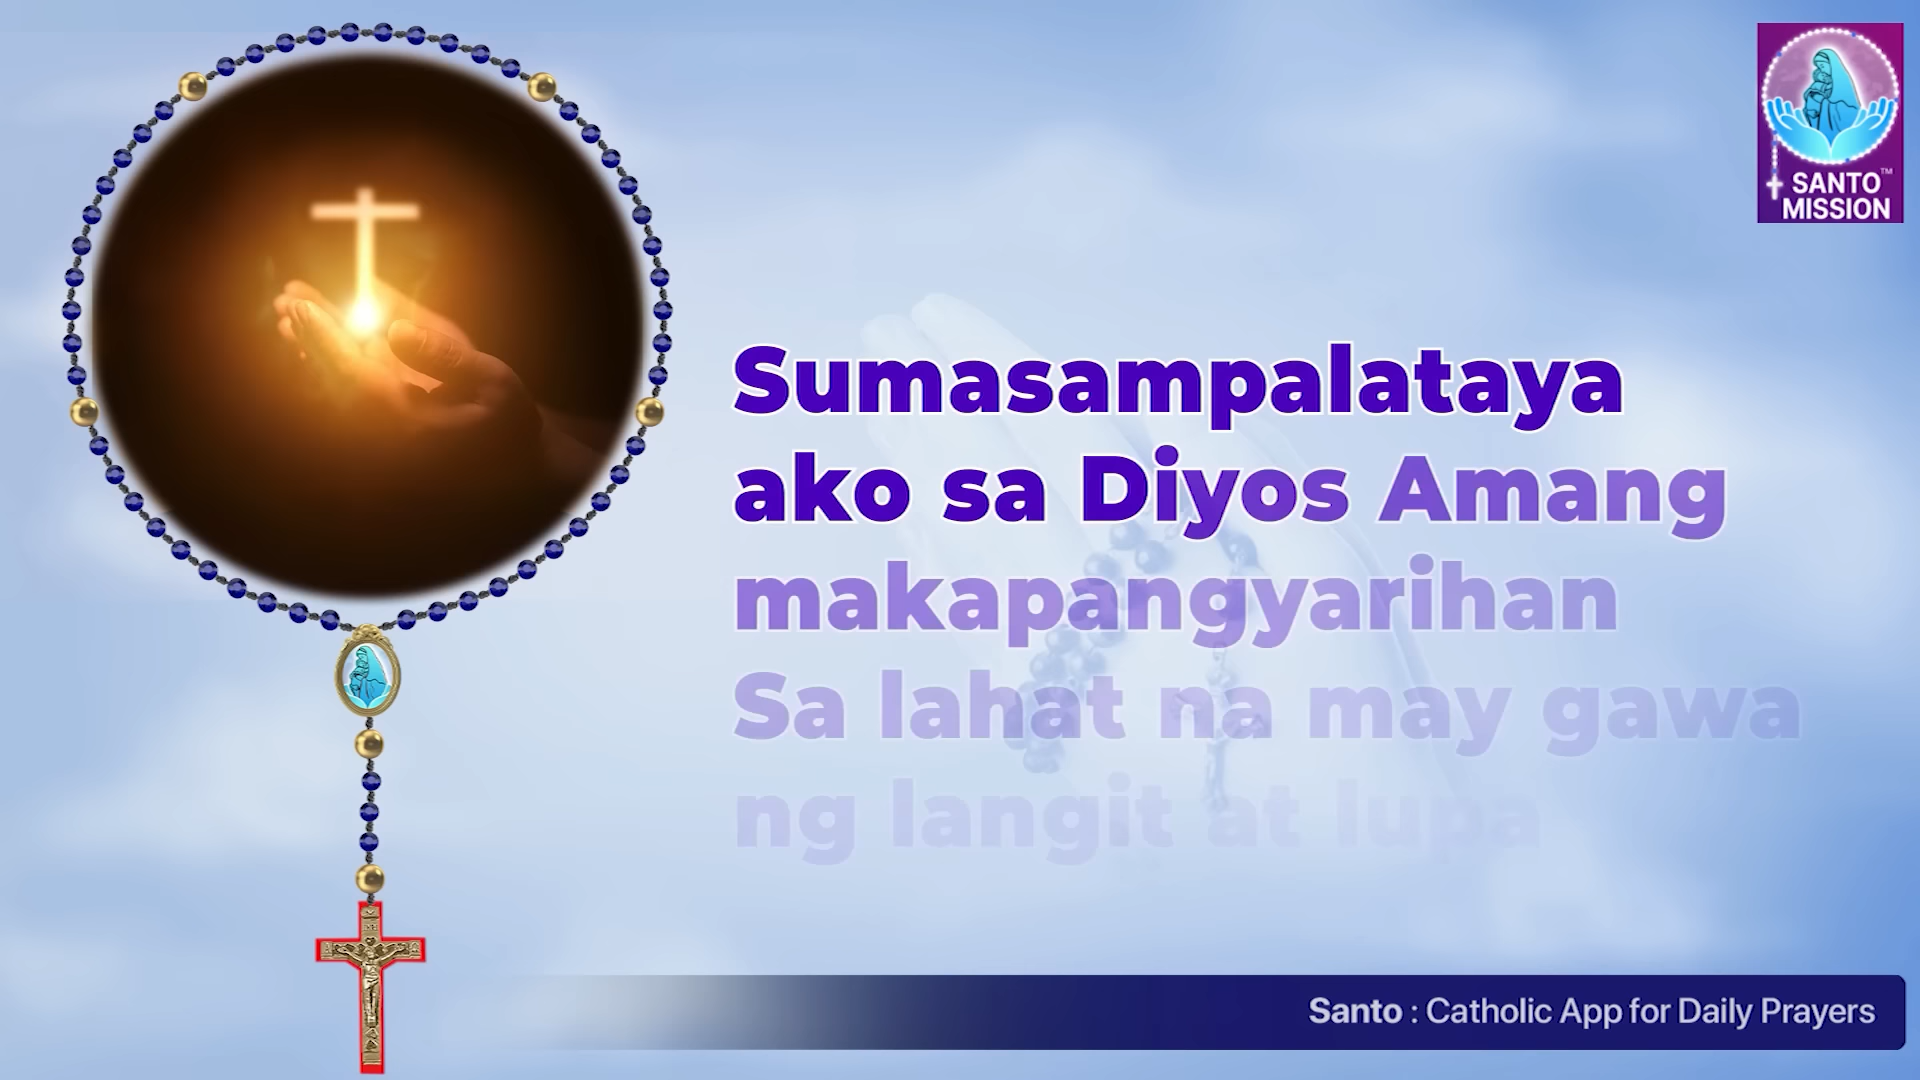 SANTO™
MISSION
Sumasampalataya
ako sa Diyos Amang
makapangyarihan
Sa lahat na may gawa
ng langit at lupa
Santo : Catholic App for Daily Prayers